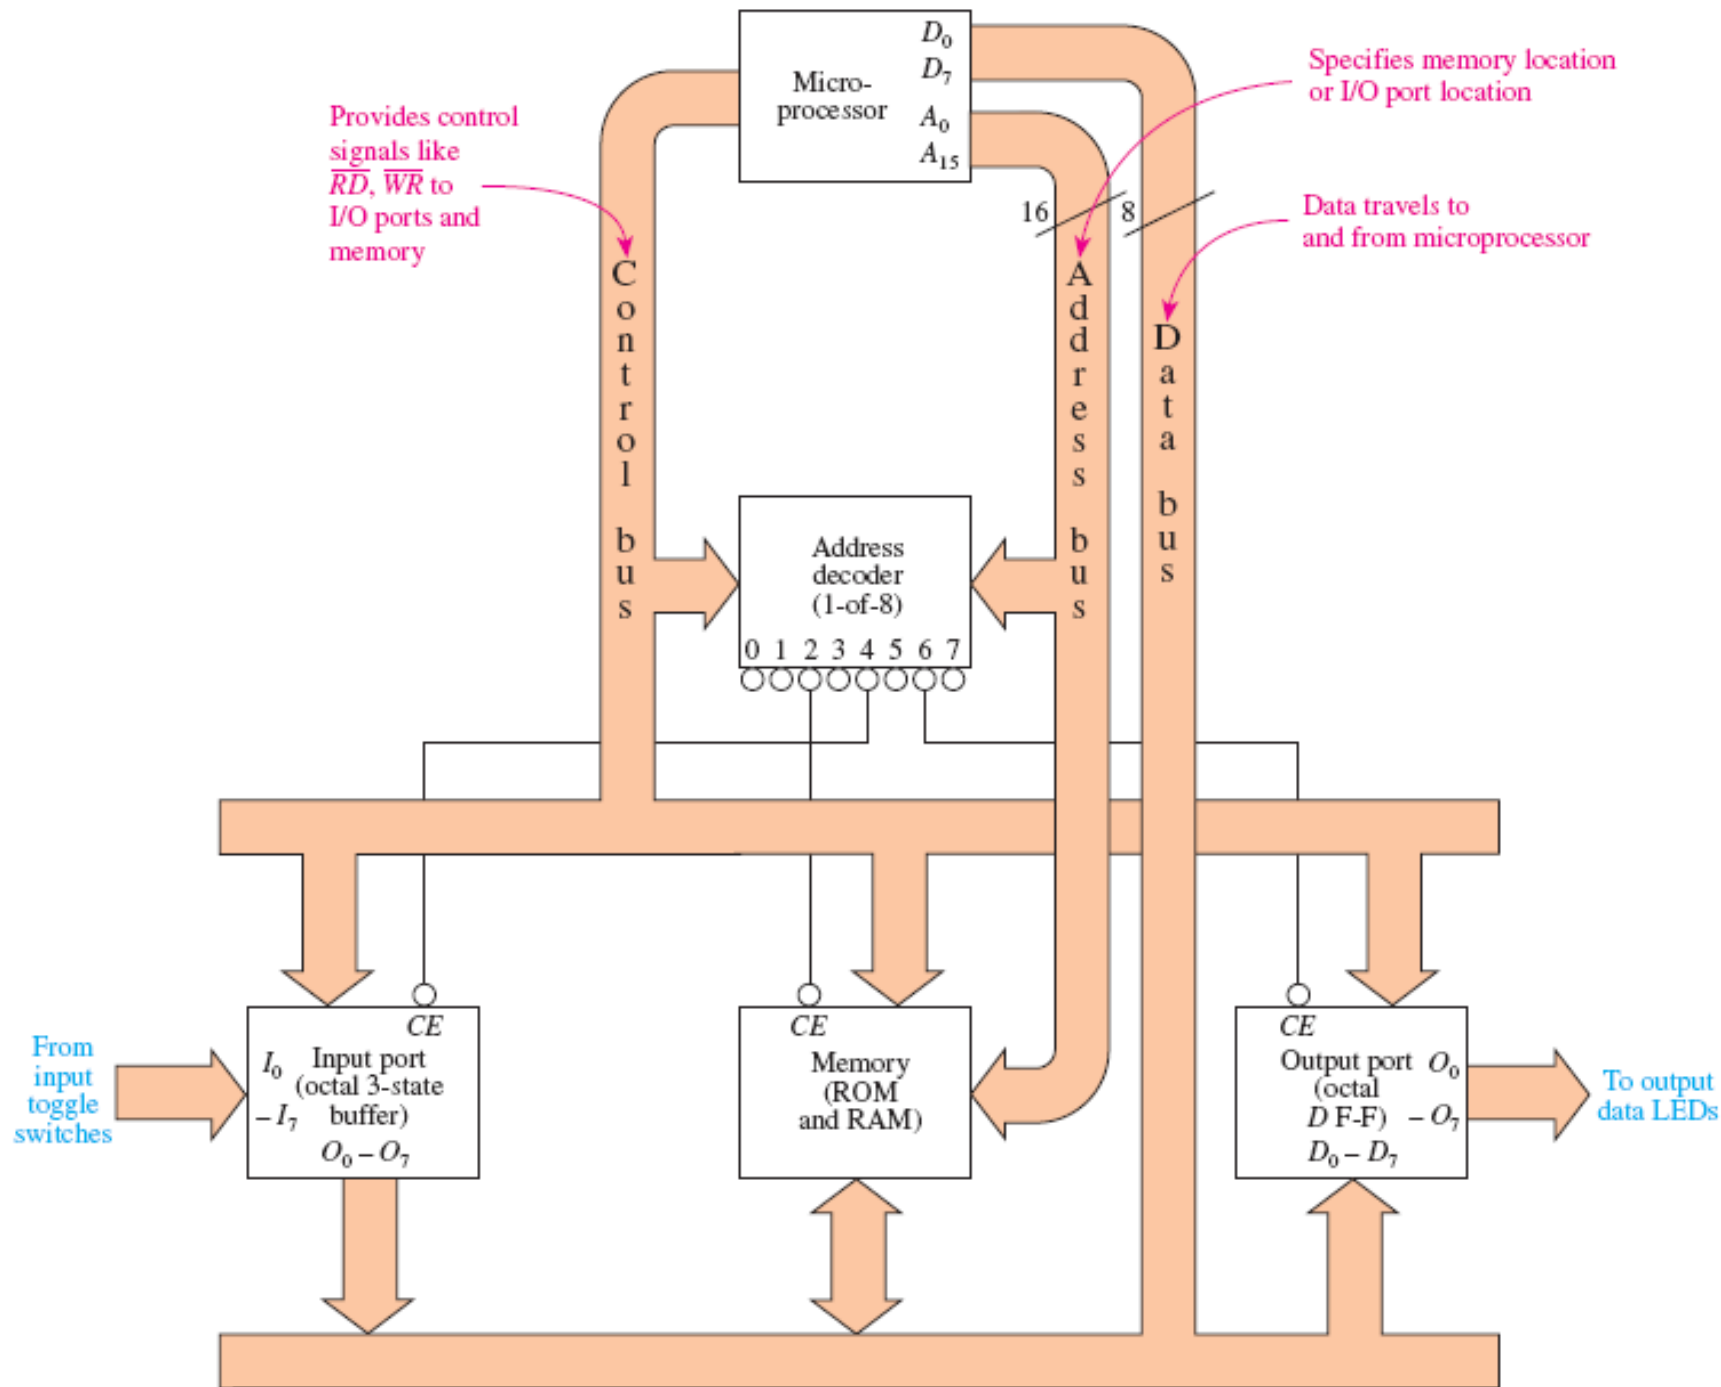 Micro-
processor
D₀
D₇
A₀
A₁₅
Specifies memory location
or I/O port location
Provides control
signals like
R̅D̅, W̅R̅ to
I/O ports and
memory
16
8
Data travels to
and from microprocessor
Control bus
Address bus
Data bus
Address
decoder
(1-of-8)
0 1 2 3 4 5 6 7
From
input
toggle
switches
CE
I₀ Input port
(octal 3-state
– I₇ buffer)
O₀ – O₇
CE
Memory
(ROM
and RAM)
CE
Output port O₀
(octal
D F-F) – O₇
D₀ – D₇
To output
data LEDs